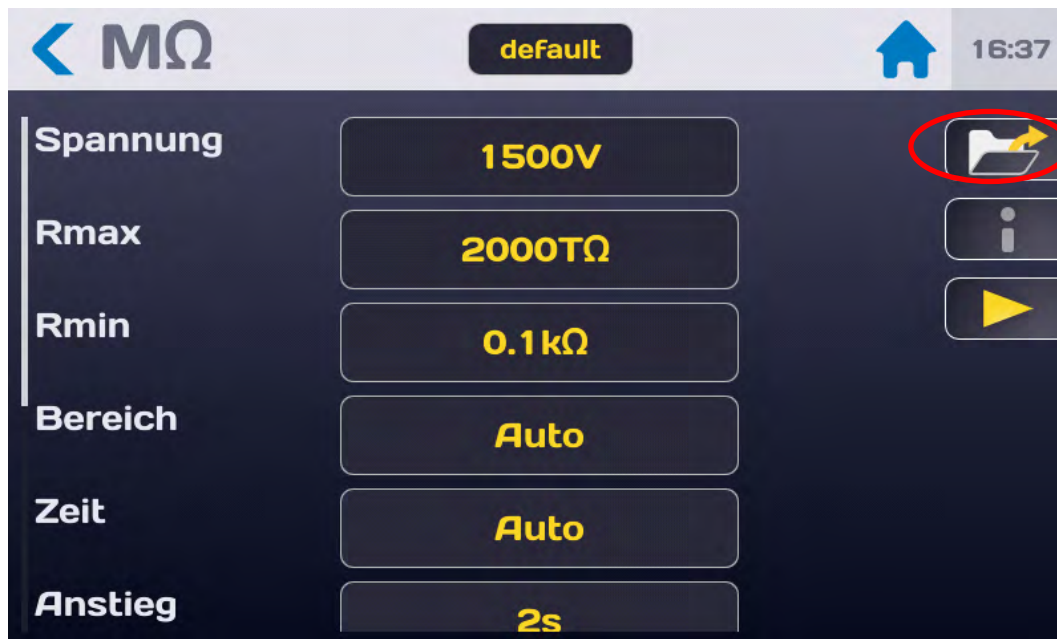 MΩ default 16:37
Spannung 1500V
Rmax 2000TΩ
Rmin 0.1kΩ
Bereich Auto
Zeit Auto
Anstieg 2s